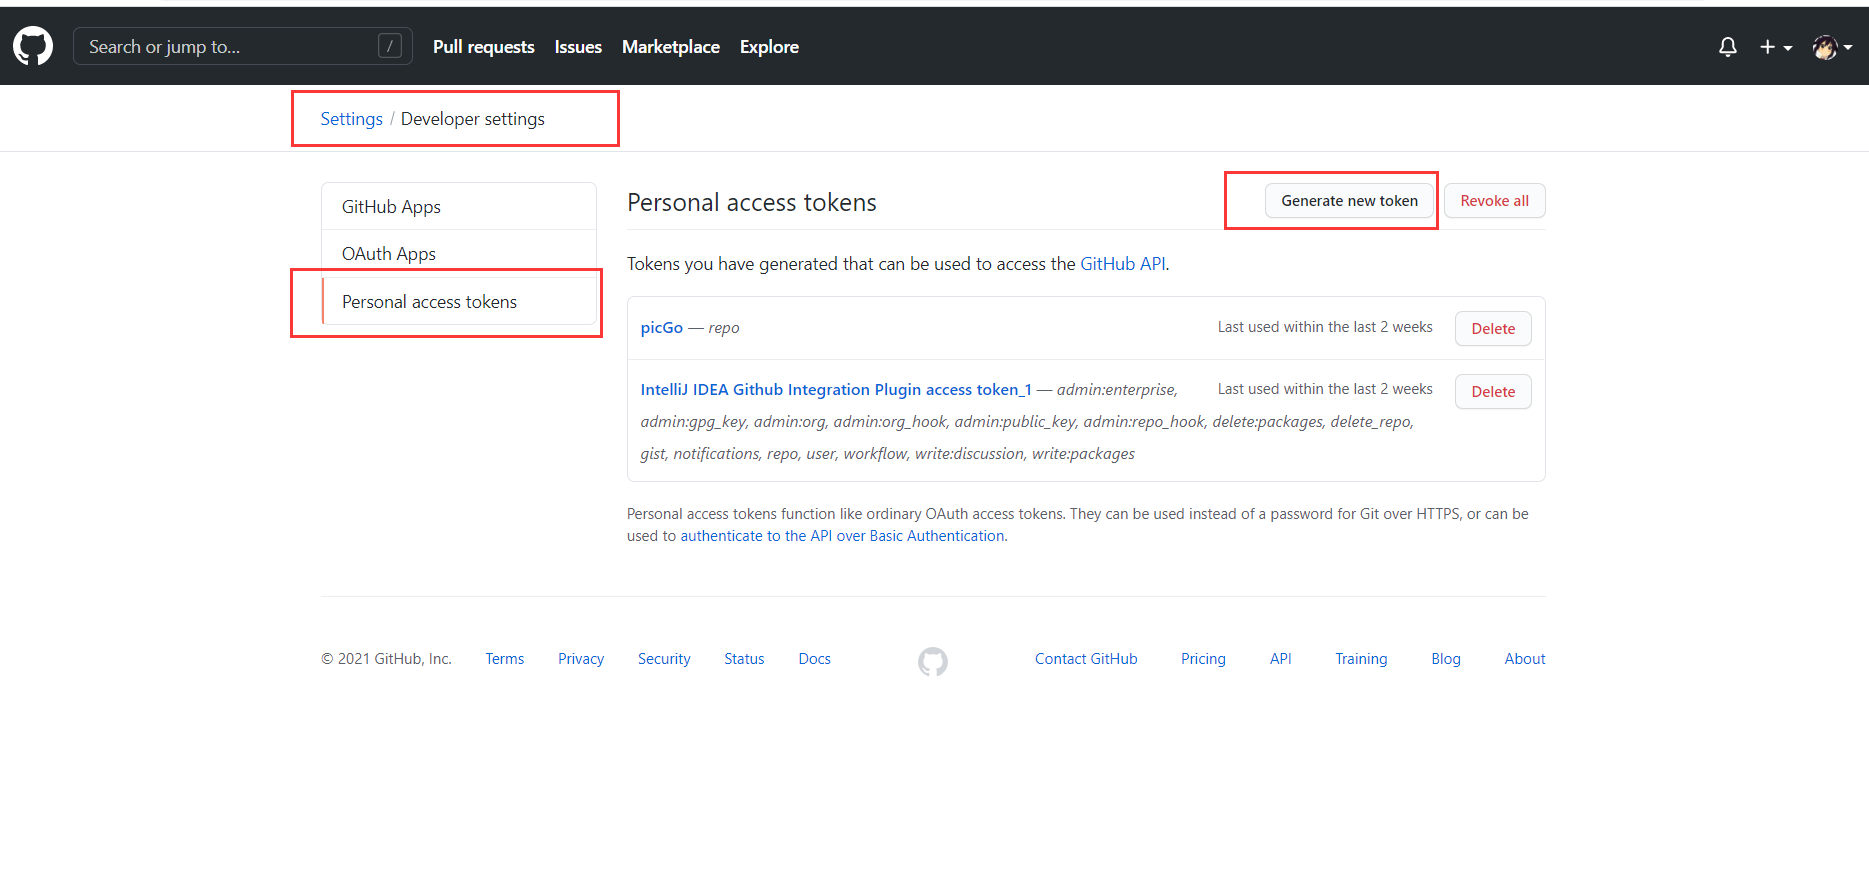 Search or jump to... /
Pull requests Issues Marketplace Explore
Settings / Developer settings
GitHub Apps
OAuth Apps
Personal access tokens
Personal access tokens
Generate new token
Revoke all
Tokens you have generated that can be used to access the GitHub API.
picGo — repo
Last used within the last 2 weeks
Delete
IntelliJ IDEA Github Integration Plugin access token_1 — admin:enterprise,
admin:gpg_key, admin:org, admin:org_hook, admin:public_key, admin:repo_hook, delete:packages, delete_repo,
gist, notifications, repo, user, workflow, write:discussion, write:packages
Last used within the last 2 weeks
Delete
Personal access tokens function like ordinary OAuth access tokens. They can be used instead of a password for Git over HTTPS, or can be
used to authenticate to the API over Basic Authentication.
© 2021 GitHub, Inc. Terms Privacy Security Status Docs Contact GitHub Pricing API Training Blog About